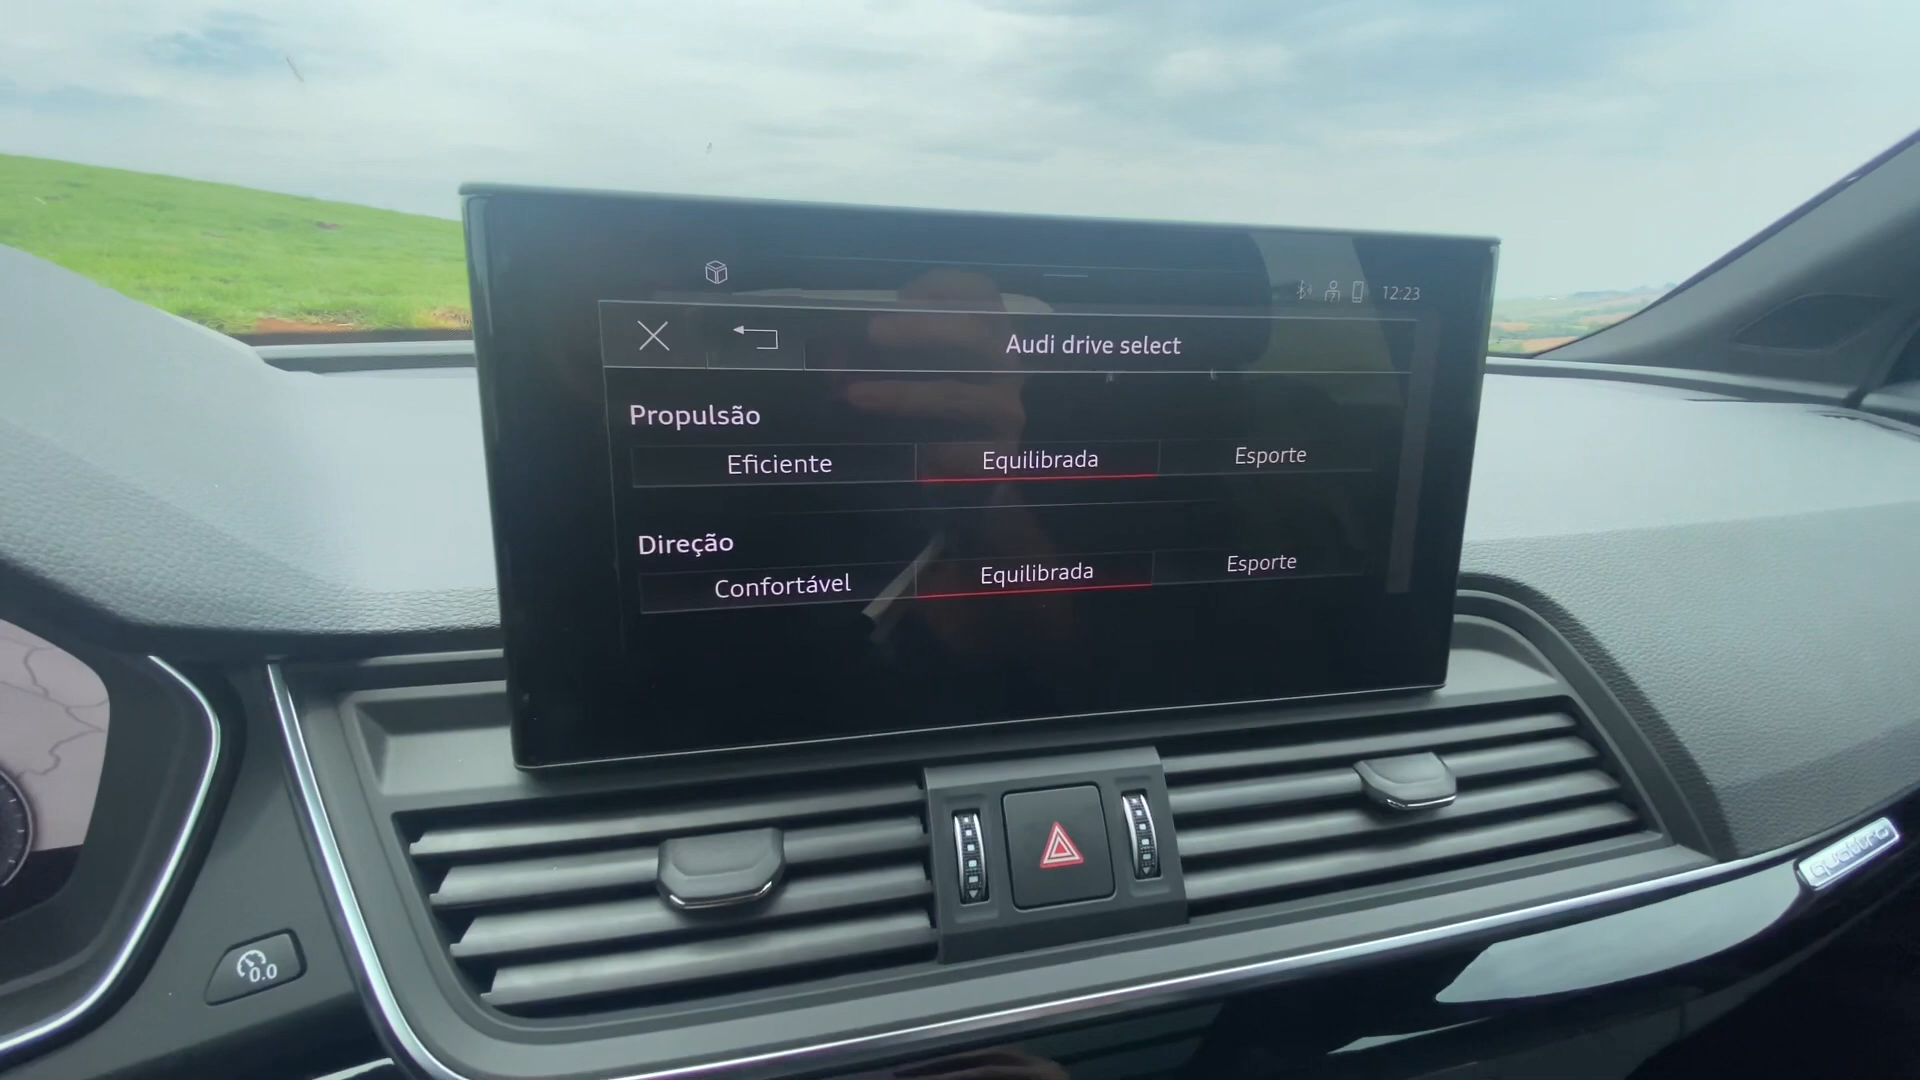 12:23
Audi drive select
Propulsão
Eficiente Equilibrada Esporte
Direção
Confortável Equilibrada Esporte
0.0
quattro